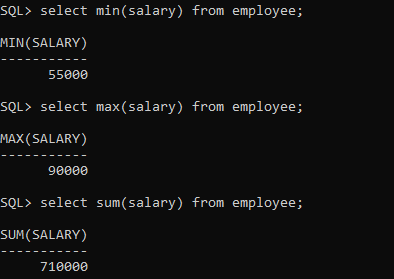 SQL> select min(salary) from employee;
MIN(SALARY)
-----------
55000
SQL> select max(salary) from employee;
MAX(SALARY)
-----------
90000
SQL> select sum(salary) from employee;
SUM(SALARY)
-----------
710000